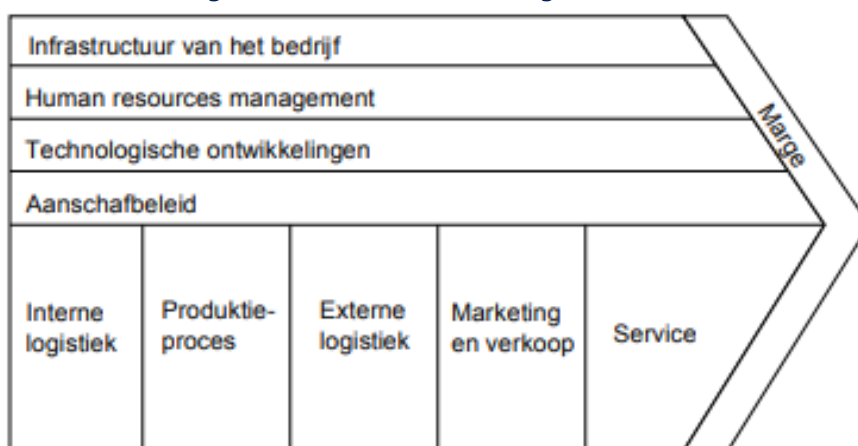 Infrastructuur van het bedrijf
Human resources management
Technologische ontwikkelingen
Aanschafbeleid
Marge
Interne
logistiek
Produktie-
proces
Externe
logistiek
Marketing
en verkoop
Service